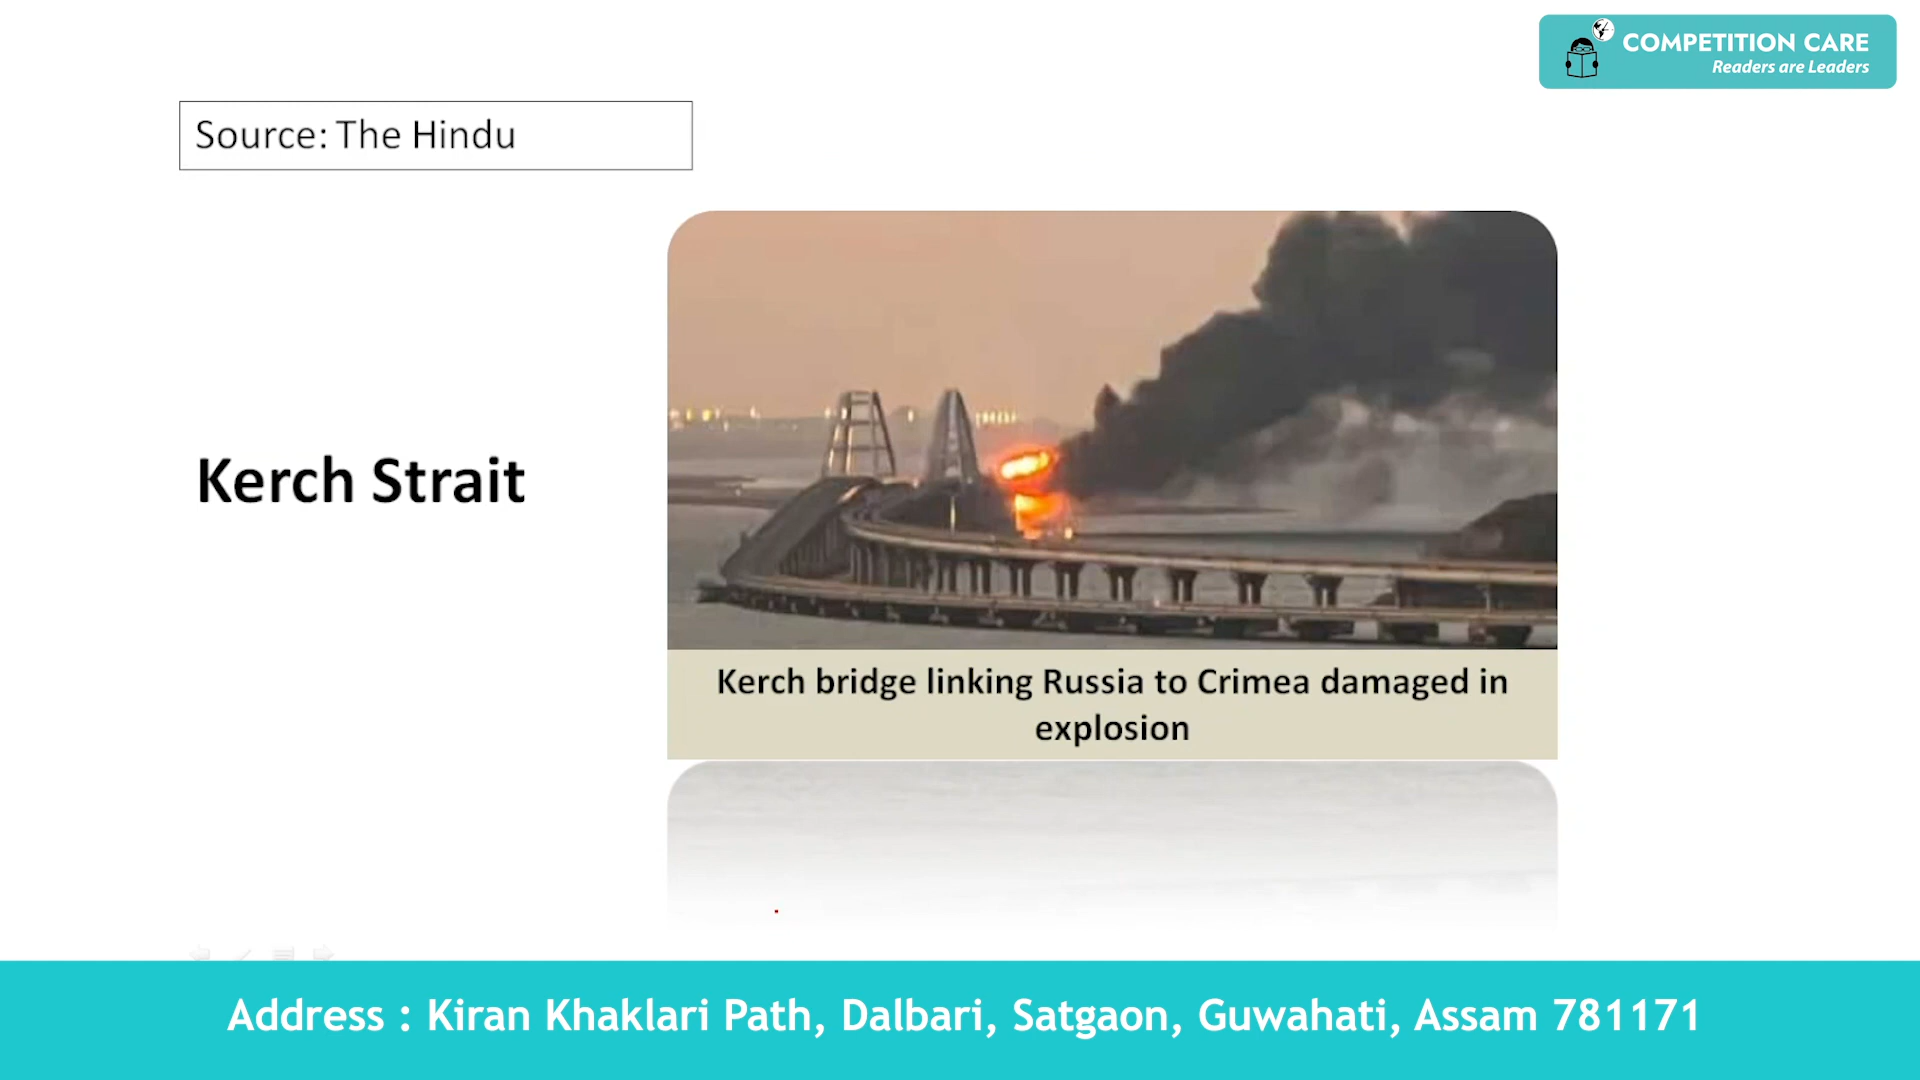 COMPETITION CARE
Readers are Leaders
Source: The Hindu
Kerch Strait
Kerch bridge linking Russia to Crimea damaged in
explosion
Address : Kiran Khaklari Path, Dalbari, Satgaon, Guwahati, Assam 781171